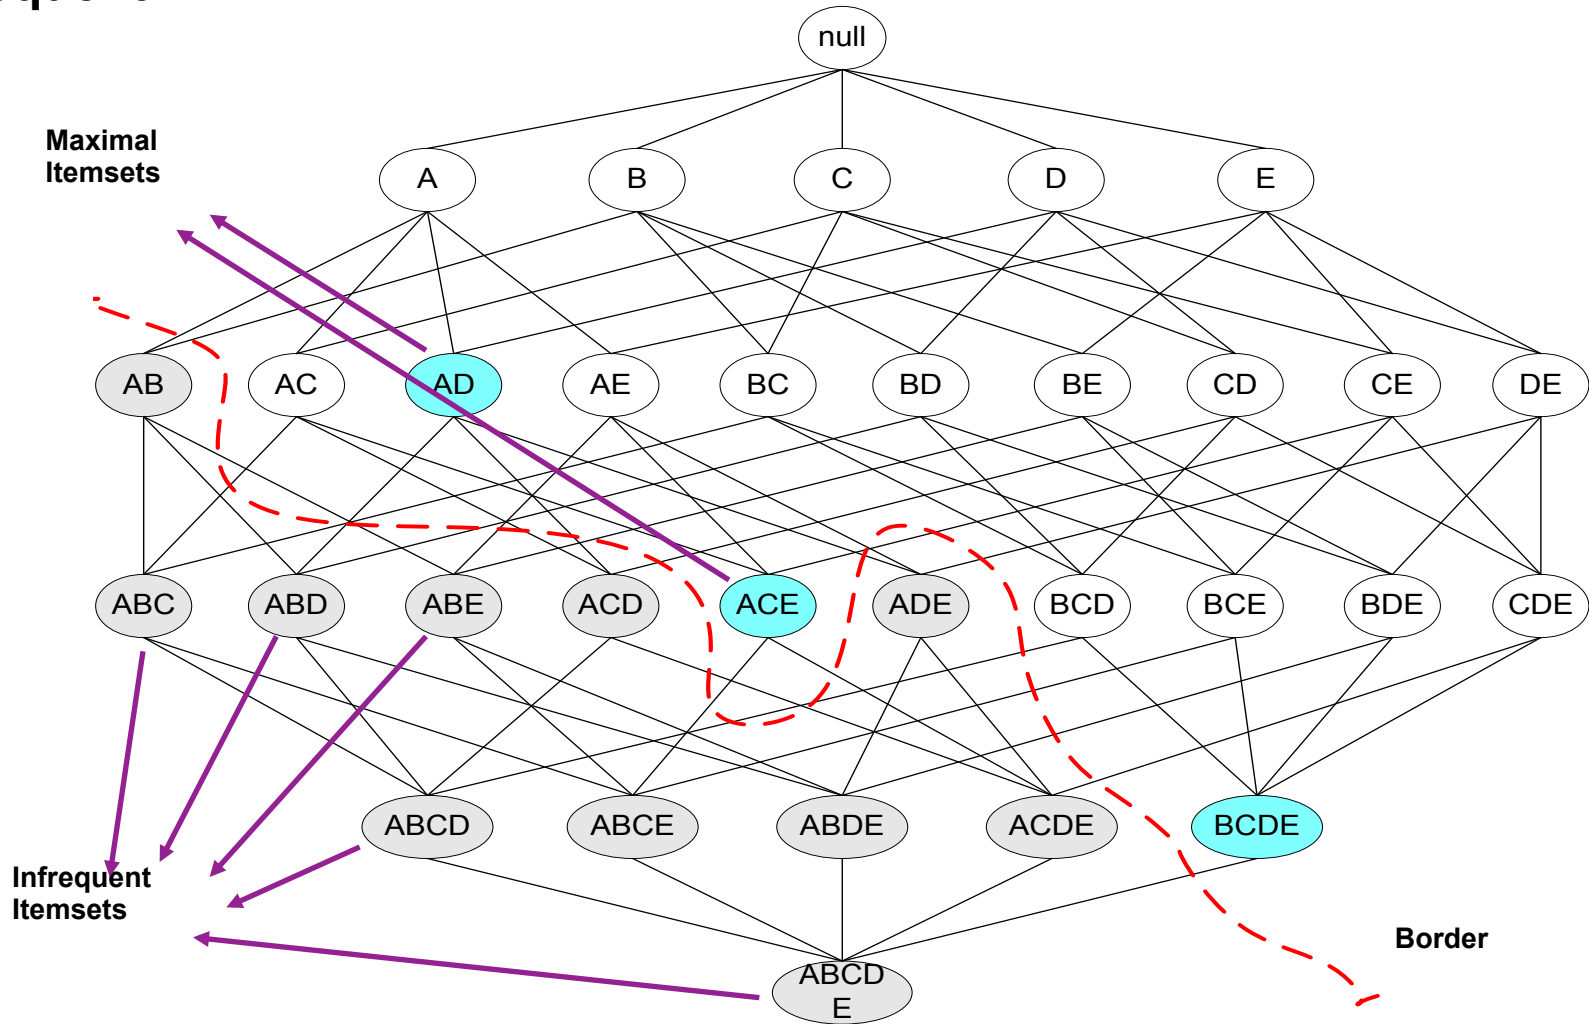 null
Maximal
Itemsets
A B C D E
AB AC AD AE BC BD BE CD CE DE
ABC ABD ABE ACD ACE ADE BCD BCE BDE CDE
ABCD ABCE ABDE ACDE BCDE
Infrequent
Itemsets
Border
ABCD
E